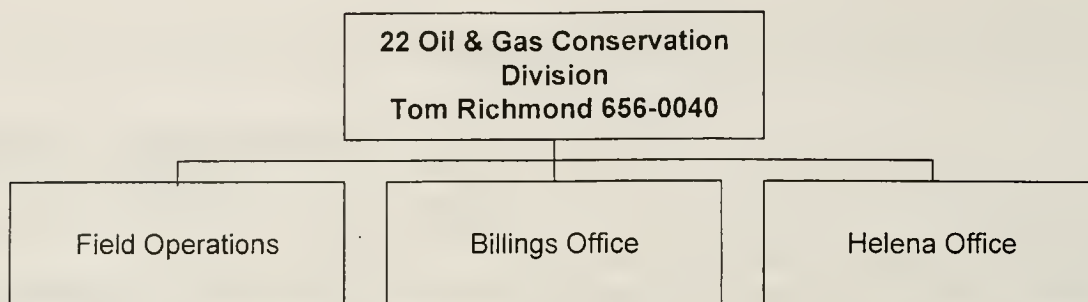 22 Oil & Gas Conservation
Division
Tom Richmond 656-0040
Field Operations
Billings Office
Helena Office